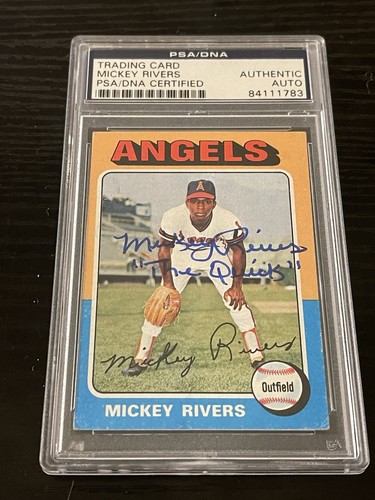 PSA/DNA
TRADING CARD
MICKEY RIVERS
AUTHENTIC
PSA/DNA CERTIFIED
AUTO
84111783
ANGELS
A
Mickey Rivers
"The Quick"
Mickey Rivers
Outfield
MICKEY RIVERS